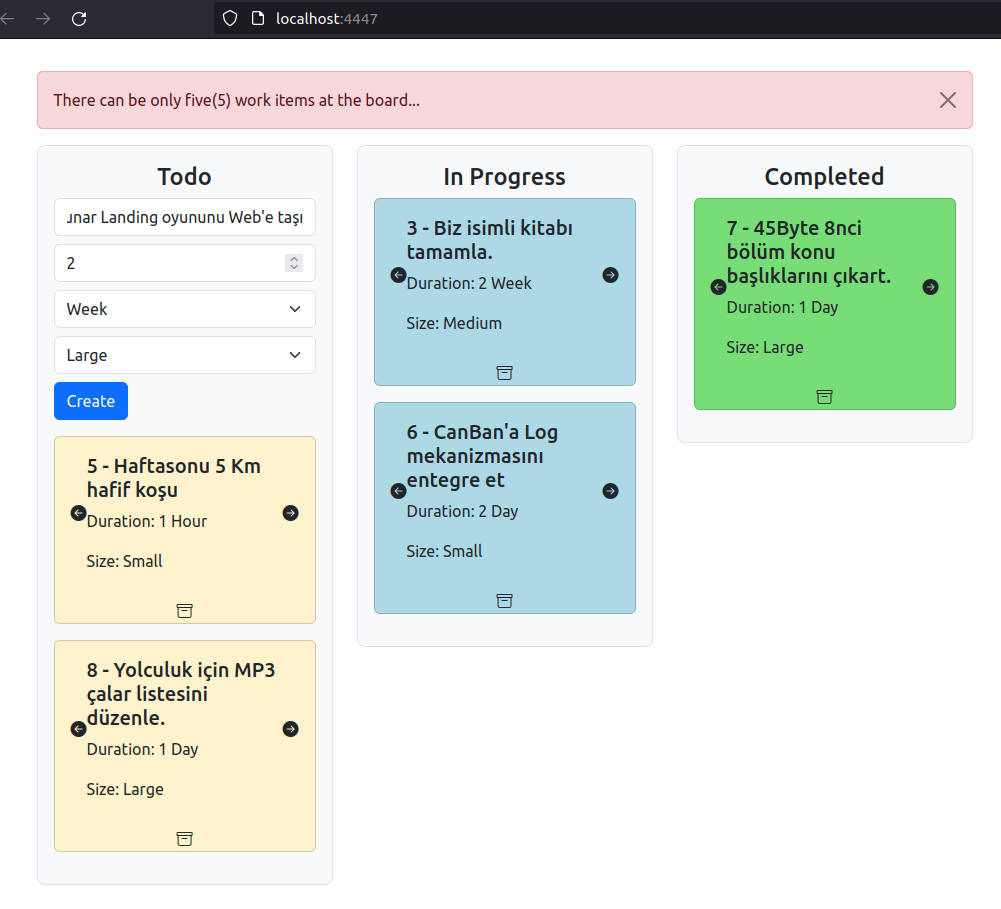 localhost:4447
There can be only five(5) work items at the board...
Todo
Landing oyununu Web'e taşı
2
Week
Large
Create
5 - Haftasonu 5 Km
hafif koşu
Duration: 1 Hour
Size: Small
8 - Yolculuk için MP3
çalar listesini
düzenle.
Duration: 1 Day
Size: Large
In Progress
3 - Biz isimli kitabı
tamamla.
Duration: 2 Week
Size: Medium
6 - CanBan'a Log
mekanizmasını
entegre et
Duration: 2 Day
Size: Small
Completed
7 - 45Byte 8nci
bölüm konu
başlıklarını çıkart.
Duration: 1 Day
Size: Large